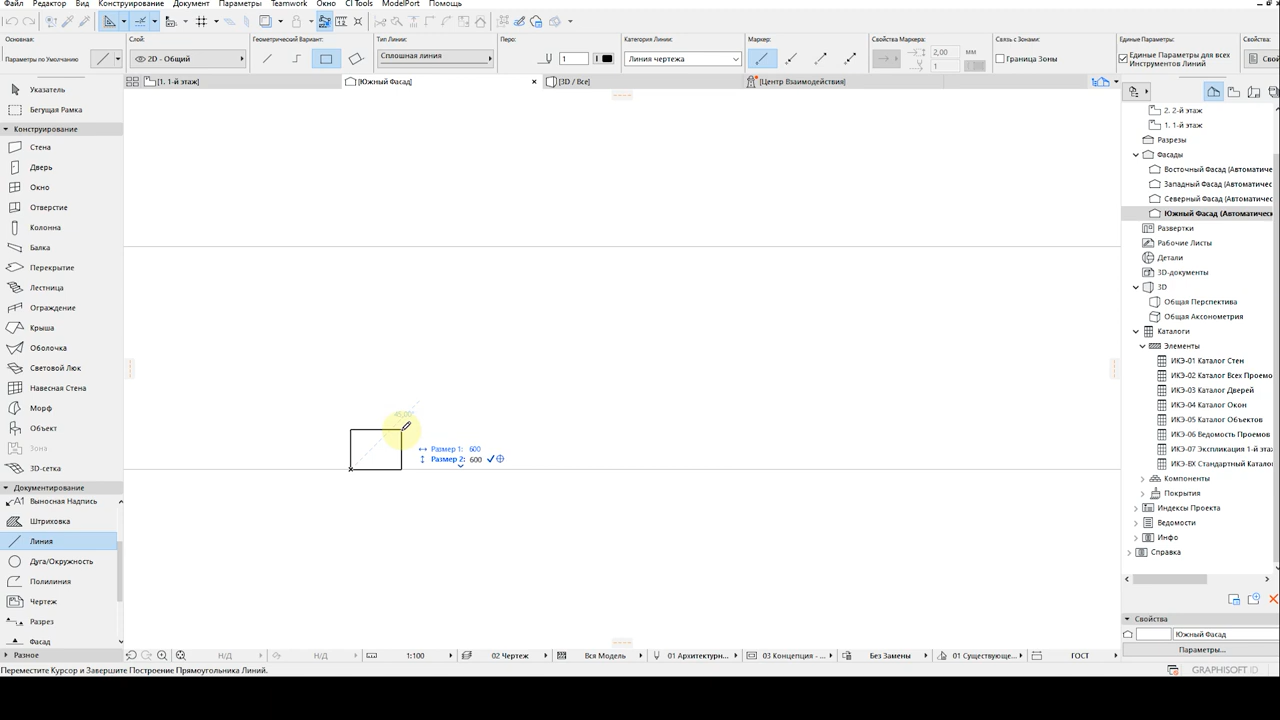 Файл Редактор Вид Конструирование Документ Параметры Teamwork Окно CI Tools ModelPort Помощь
Основная: Слой: Геометрический Вариант: Тип Линии: Перо: Категория Линии: Маркер: Свойства Маркера: Связь с Зонами: Единые Параметры: Свойства:
Параметры по Умолчанию 2D - Общий Сплошная линия 1 Линия чертежа 2,00 мм 1 Граница Зоны Единые Параметры для всех Инструментов Линий Свой
[1. 1-й этаж] [Южный Фасад] [3D / Все] [Центр Взаимодействия]
Указатель
Бегущая Рамка
Конструирование
Стена
Дверь
Окно
Отверстие
Колонна
Балка
Перекрытие
Лестница
Ограждение
Крыша
Оболочка
Световой Люк
Навесная Стена
Морф
Объект
Зона
3D-сетка
Документирование
Выносная Надпись
Штриховка
Линия
Дуга/Окружность
Полилиния
Чертеж
Разрез
Фасад
Разное
Размер 1: 600
Размер 2: 600
2. 2-й этаж
1. 1-й этаж
Разрезы
Фасады
Восточный Фасад (Автоматиче
Западный Фасад (Автоматичес
Северный Фасад (Автоматичес
Южный Фасад (Автоматическ
Развертки
Рабочие Листы
Детали
3D-документы
3D
Общая Перспектива
Общая Аксонометрия
Каталоги
Элементы
ИКЭ-01 Каталог Стен
ИКЭ-02 Каталог Всех Проемо
ИКЭ-03 Каталог Дверей
ИКЭ-04 Каталог Окон
ИКЭ-05 Каталог Объектов
ИКЭ-06 Ведомость Проемов
ИКЭ-07 Экспликация 1-й эта
ИКЭ-ВХ Стандартный Катало
Компоненты
Покрытия
Индексы Проекта
Ведомости
Инфо
Справка
Свойства
Южный Фасад
Параметры...
Н/Д Н/Д 1:100 02 Чертеж Вся Модель 01 Архитектурн... 03 Концепция - ... Без Замены 01 Существующе... ГОСТ
Переместите Курсор и Завершите Построение Прямоугольника Линий.
GRAPHISOFT ID